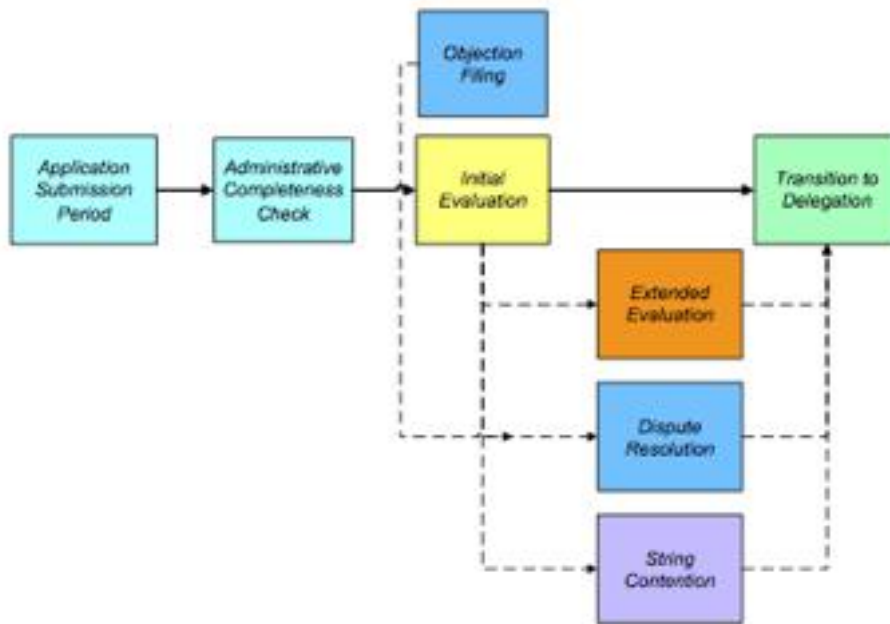 Objection
Filing
Application
Submission
Period
Administrative
Completeness
Check
Initial
Evaluation
Transition to
Delegation
Extended
Evaluation
Dispute
Resolution
String
Contention